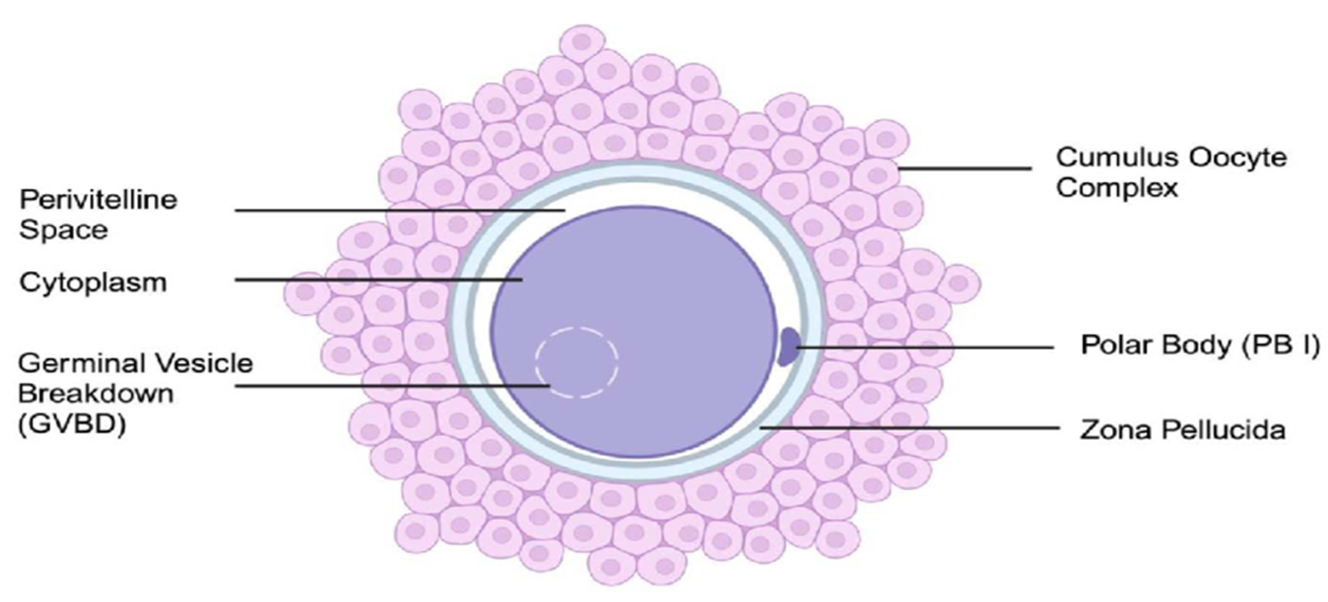 Perivitelline
Space
Cytoplasm
Germinal Vesicle
Breakdown
(GVBD)
Cumulus Oocyte
Complex
Polar Body (PB I)
Zona Pellucida